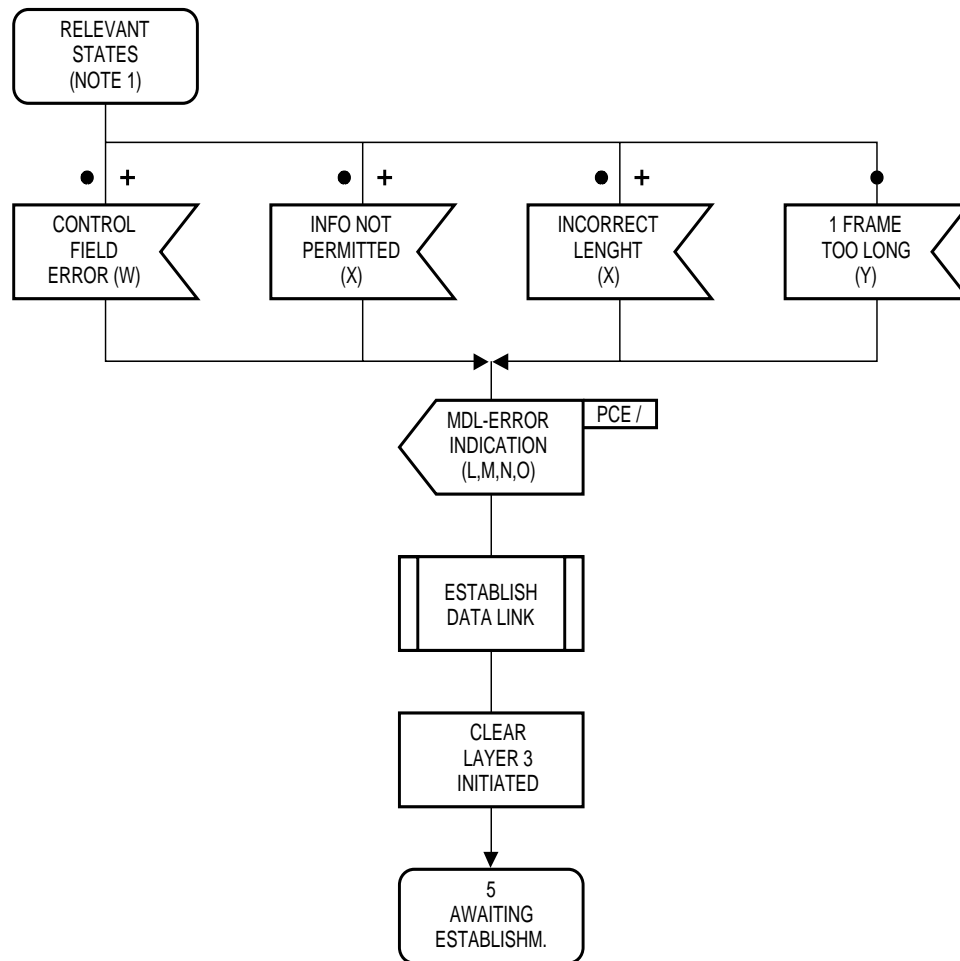 RELEVANT
STATES
(NOTE 1)
● +
● +
● +
●
CONTROL
FIELD
ERROR (W)
INFO NOT
PERMITTED
(X)
INCORRECT
LENGHT
(X)
1 FRAME
TOO LONG
(Y)
MDL-ERROR
INDICATION
(L,M,N,O)
PCE /
ESTABLISH
DATA LINK
CLEAR
LAYER 3
INITIATED
5
AWAITING
ESTABLISHM.